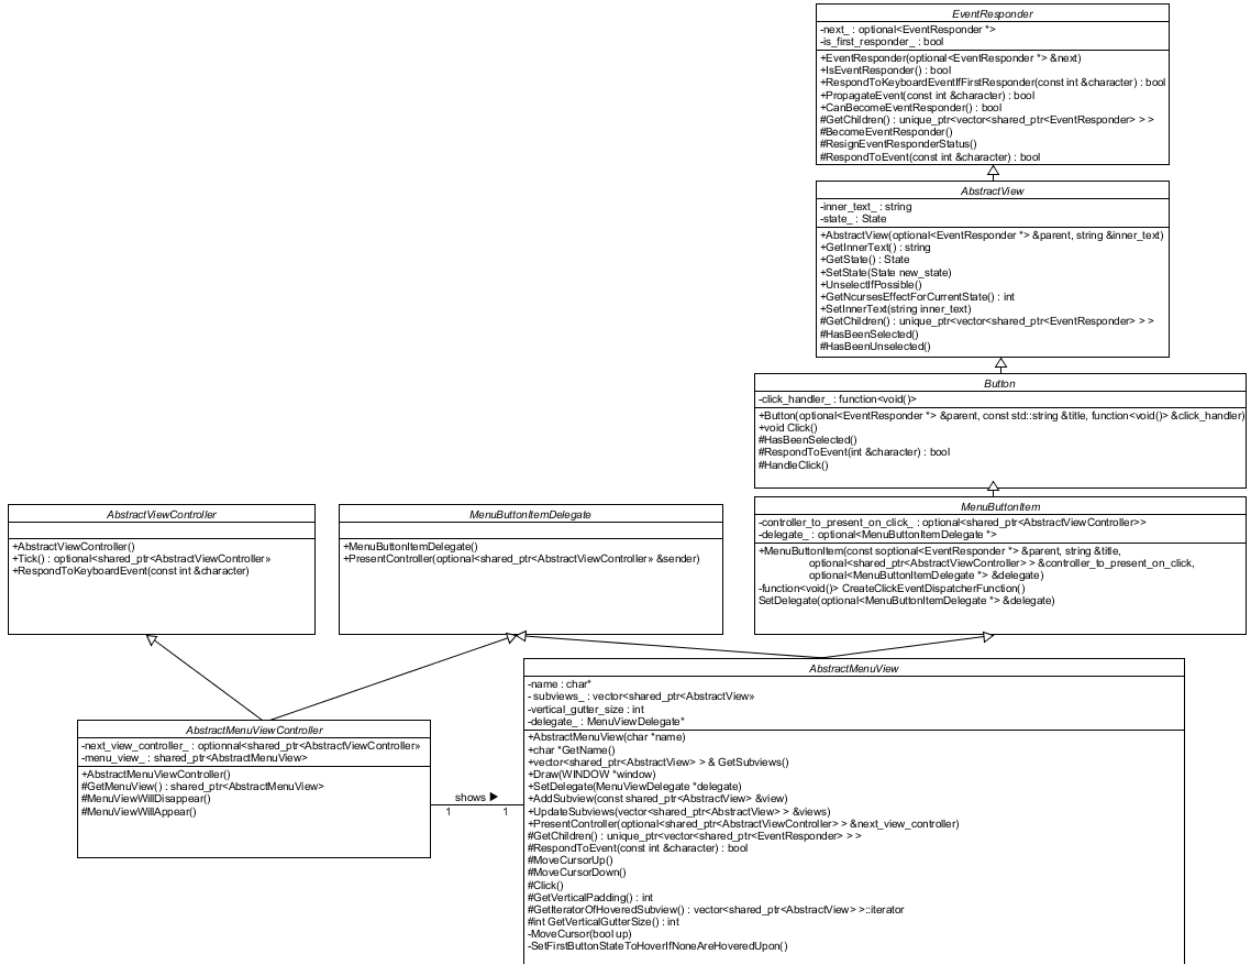 EventResponder
-next_ : optional<EventResponder *>
-is_first_responder_ : bool
+EventResponder(optional<EventResponder *> &next)
+IsEventResponder() : bool
+RespondToKeyboardEventIfFirstResponder(const int &character) : bool
+PropagateEvent(const int &character) : bool
+CanBecomeEventResponder() : bool
#GetChildren() : unique_ptr<vector<shared_ptr<EventResponder> > >
#BecomeEventResponder()
#ResignEventResponderStatus()
#RespondToEvent(const int &character) : bool
AbstractView
-inner_text_ : string
-state_ : State
+AbstractView(optional<EventResponder *> &parent, string &inner_text)
+GetInnerText() : string
+GetState() : State
+SetState(State new_state)
+UnselectIfPossible()
+GetNcursesEffectForCurrentState() : int
+SetInnerText(string inner_text)
#GetChildren() : unique_ptr<vector<shared_ptr<EventResponder> > >
#HasBeenSelected()
#HasBeenUnselected()
Button
-click_handler_ : function<void()>
+Button(optional<EventResponder *> &parent, const std::string &title, function<void()> &click_handler)
+void Click()
#HasBeenSelected()
#RespondToEvent(int &character) : bool
#HandleClick()
AbstractViewController
+AbstractViewController()
+Tick() : optional<shared_ptr<AbstractViewController»
+RespondToKeyboardEvent(const int &character)
MenuButtonItemDelegate
+MenuButtonItemDelegate()
+PresentController(optional<shared_ptr<AbstractViewController» &sender)
MenuButtonItem
-controller_to_present_on_click_ : optional<shared_ptr<AbstractViewController>>
-delegate_ : optional<MenuButtonItemDelegate *>
+MenuButtonItem(const soptional<EventResponder *> &parent, string &title,
optional<shared_ptr<AbstractViewController> > &controller_to_present_on_click,
optional<MenuButtonItemDelegate *> &delegate)
-function<void()> CreateClickEventDispatcherFunction()
SetDelegate(optional<MenuButtonItemDelegate *> &delegate)
AbstractMenuViewController
-next_view_controller_ : optionnal<shared_ptr<AbstractViewController»
-menu_view_ : shared_ptr<AbstractMenuView>
+AbstractMenuViewController()
#GetMenuView() : shared_ptr<AbstractMenuView>
#MenuViewWillDisappear()
#MenuViewWillAppear()
shows ▶
1 1
AbstractMenuView
-name : char*
- subviews_ : vector<shared_ptr<AbstractView»
-vertical_gutter_size : int
-delegate_ : MenuViewDelegate*
+AbstractMenuView(char *name)
+char *GetName()
+vector<shared_ptr<AbstractView> > & GetSubviews()
+Draw(WINDOW *window)
+SetDelegate(MenuViewDelegate *delegate)
+AddSubview(const shared_ptr<AbstractView> &view)
+UpdateSubviews(vector<shared_ptr<AbstractView> > &views)
+PresentController(optional<shared_ptr<AbstractViewController> > &next_view_controller)
#GetChildren() : unique_ptr<vector<shared_ptr<EventResponder> > >
#RespondToEvent(const int &character) : bool
#MoveCursorUp()
#MoveCursorDown()
#Click()
#GetVerticalPadding() : int
#GetIteratorOfHoveredSubview() : vector<shared_ptr<AbstractView> >::iterator
#int GetVerticalGutterSize() : int
-MoveCursor(bool up)
-SetFirstButtonStateToHoverIfNoneAreHoveredUpon()